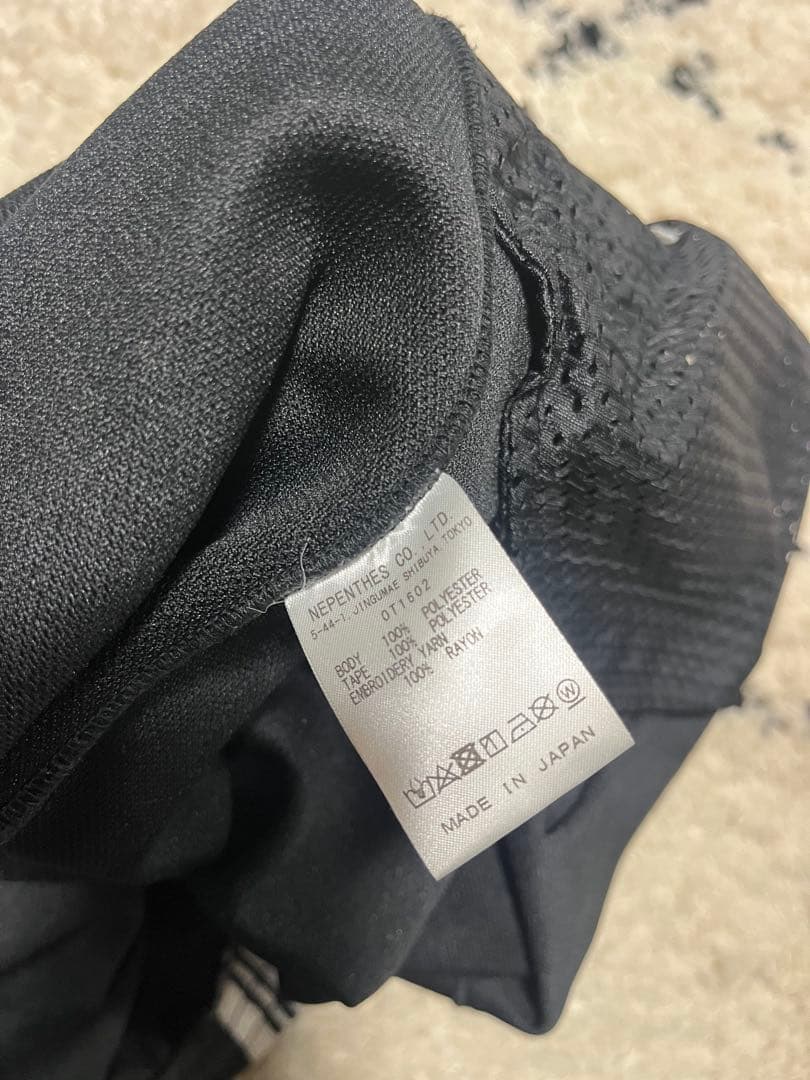 NEPENTHES CO.,LTD.
5-44-1, JINGUMAE SHIBUYA TOKYO
OT1602
BODY 100% POLYESTER
TAPE 100% POLYESTER
EMBROIDERY YARN
100% RAYON
MADE IN JAPAN